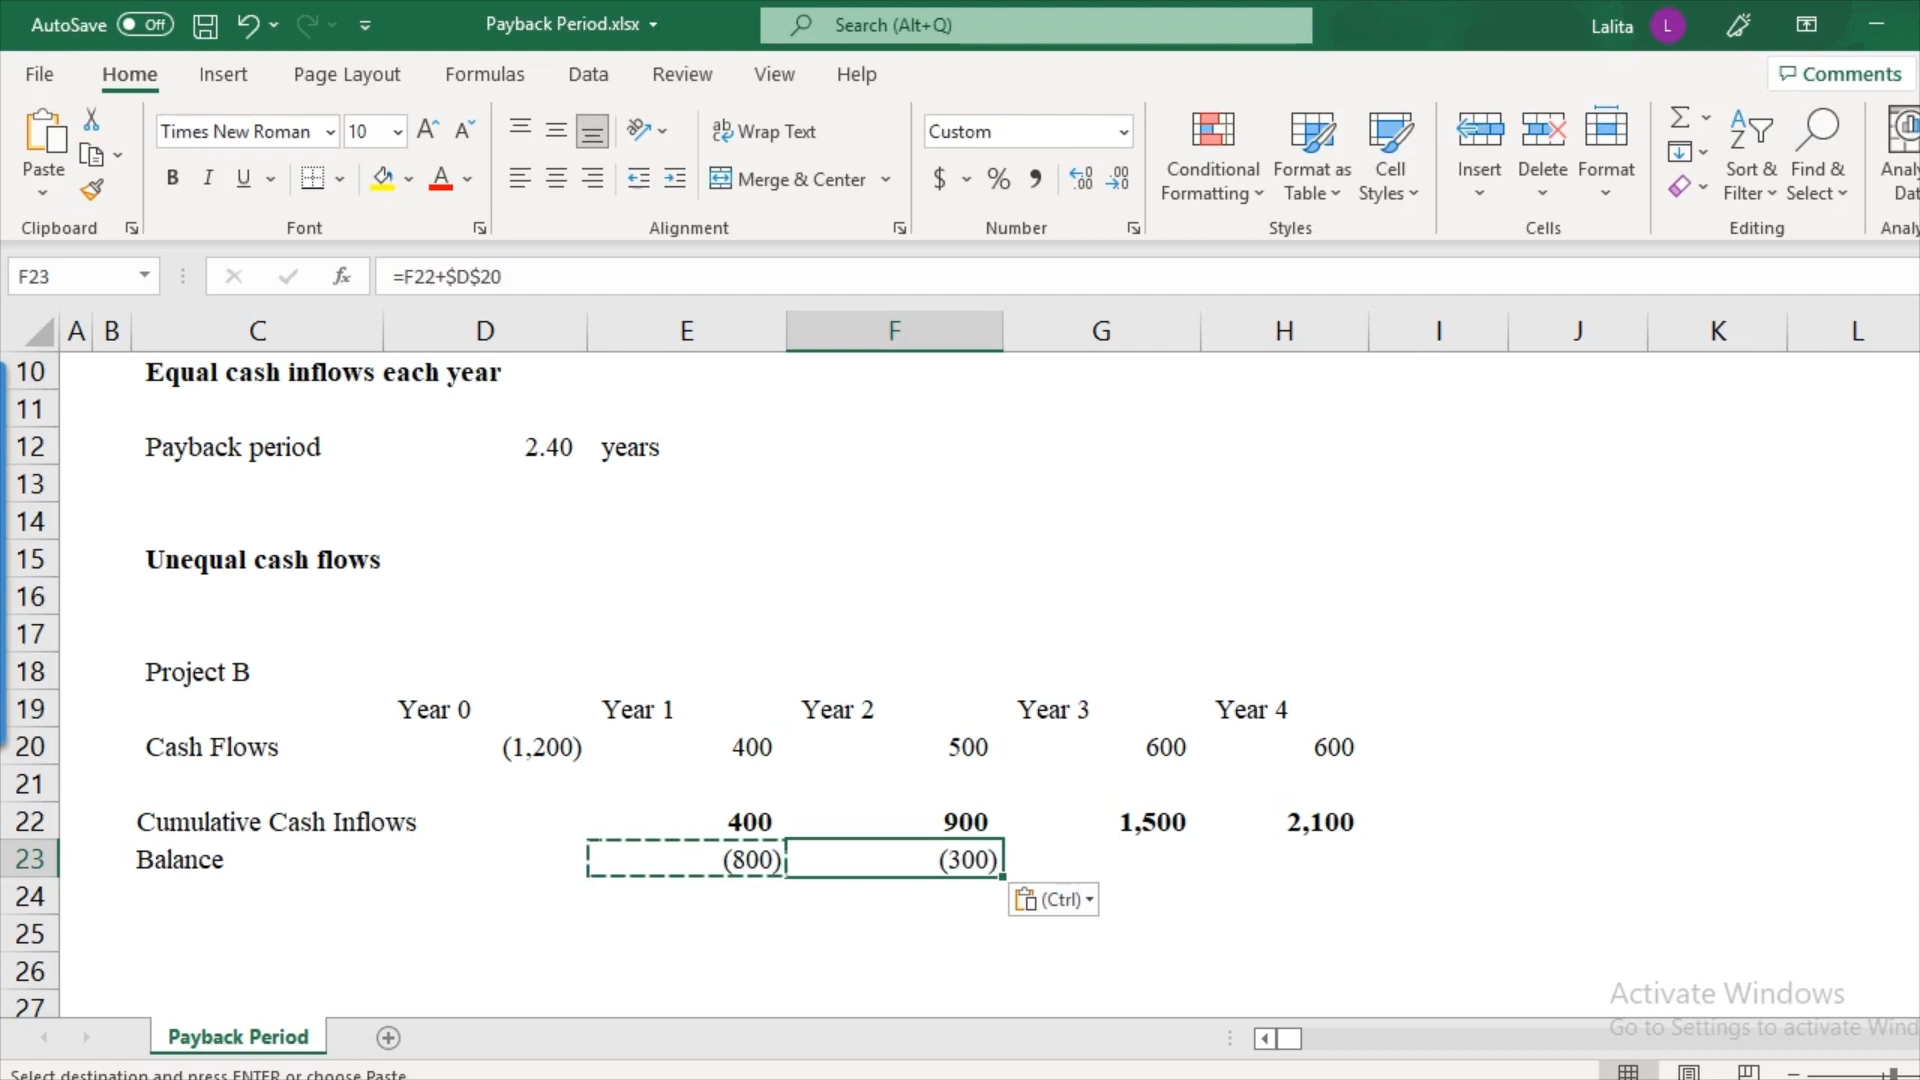 AutoSave Off Payback Period.xlsx Search (Alt+Q) Lalita L
File Home Insert Page Layout Formulas Data Review View Help Comments
Paste Times New Roman 10 A A ab Wrap Text Custom Conditional Formatting Format as Table Cell Styles Insert Delete Format Sort & Filter Find & Select
B I U A Merge & Center $ % 9 .00 .00
Clipboard Font Alignment Number Styles Cells Editing
F23 fx =F22+$D$20
A B C D E F G H I J K L
10 Equal cash inflows each year
11
12 Payback period 2.40 years
13
14
15 Unequal cash flows
16
17
18 Project B
19 Year 0 Year 1 Year 2 Year 3 Year 4
20 Cash Flows (1,200) 400 500 600 600
21
22 Cumulative Cash Inflows 400 900 1,500 2,100
23 Balance (800) (300)
24 (Ctrl)
25
26
27
Activate Windows
Go to Settings to activate Wind
Payback Period
Select destination and press ENTER or choose Paste